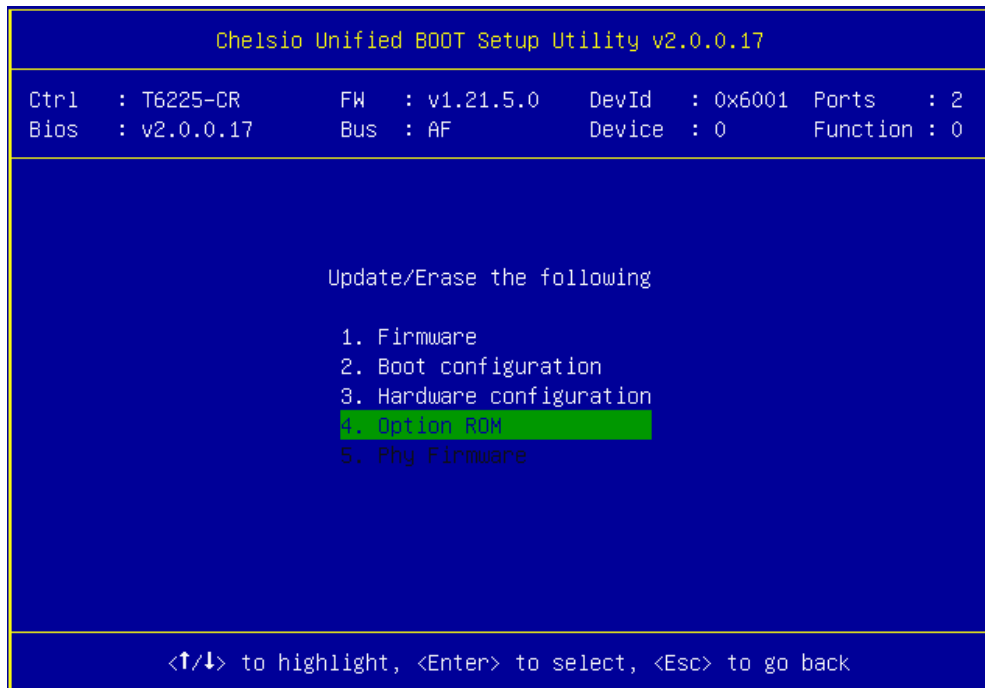 Chelsio Unified BOOT Setup Utility v2.0.0.17
Ctrl : T6225-CR FW : v1.21.5.0 DevId : 0x6001 Ports : 2
Bios : v2.0.0.17 Bus : AF Device : 0 Function : 0
Update/Erase the following
1. Firmware
2. Boot configuration
3. Hardware configuration
4. Option ROM
5. Phy Firmware
<↑/↓> to highlight, <Enter> to select, <Esc> to go back